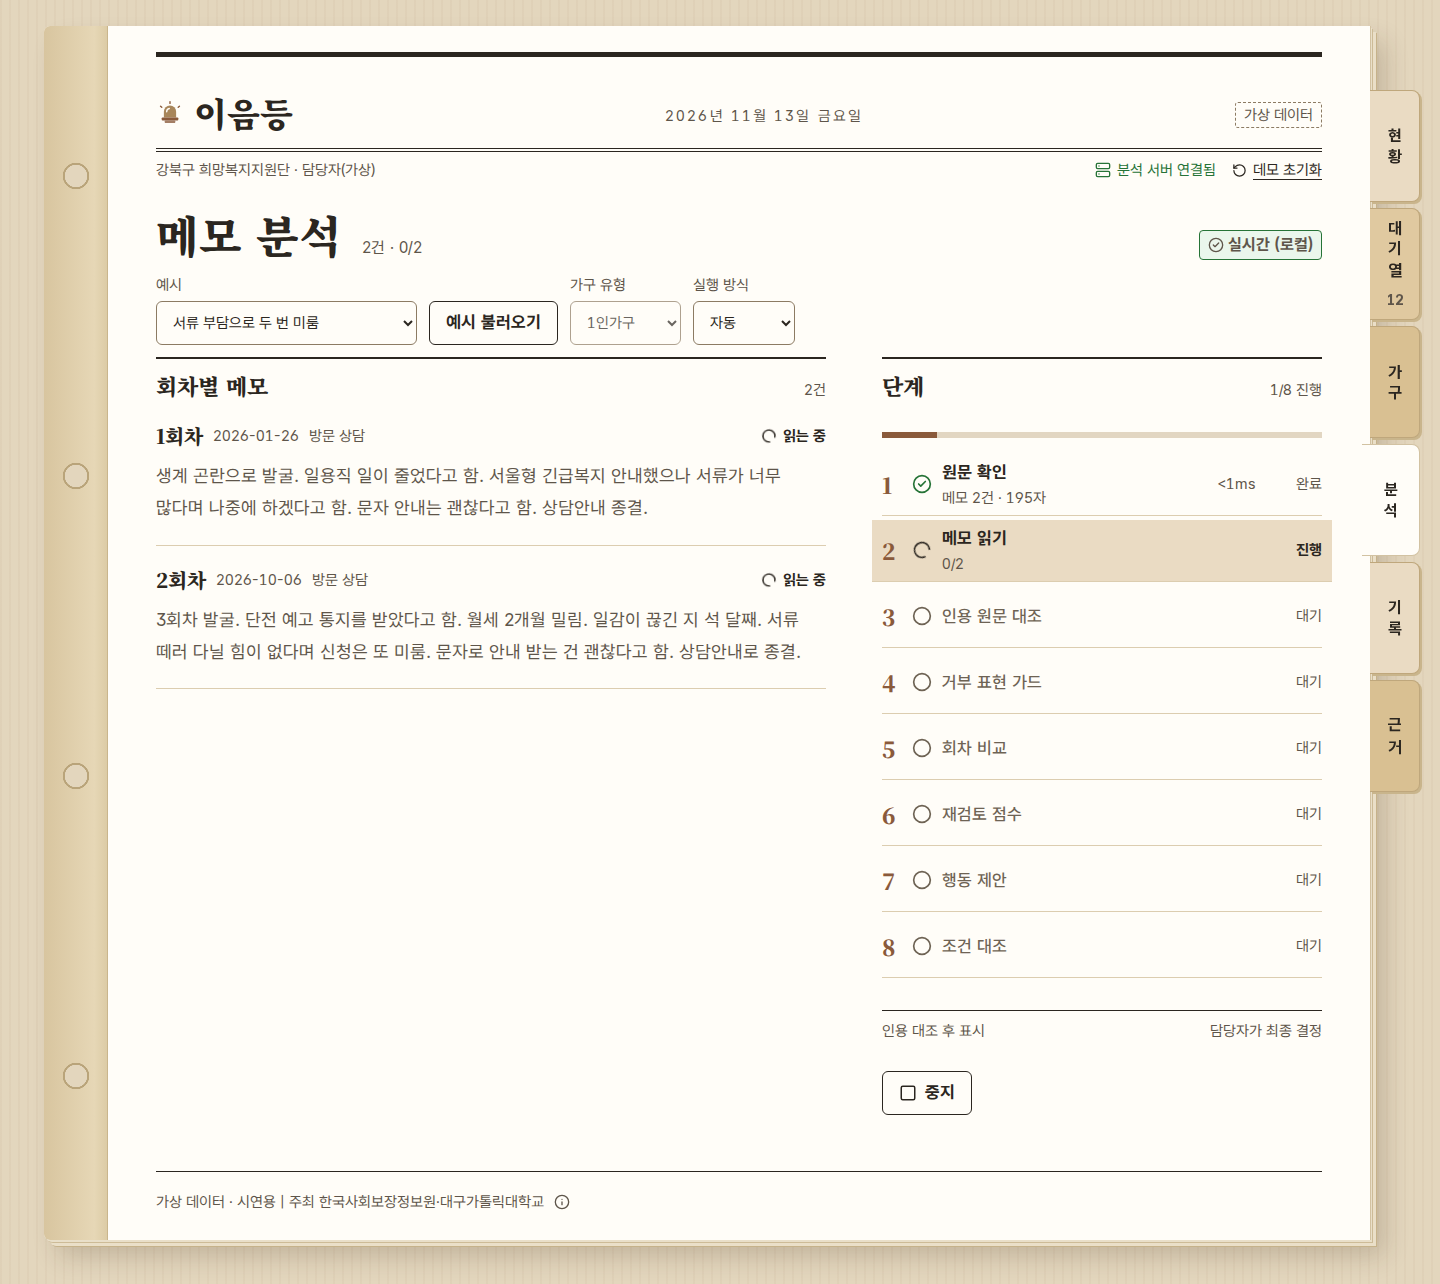 이음등
2026년 11월 13일 금요일
가상 데이터
강북구 희망복지지원단 · 담당자(가상)
분석 서버 연결됨
데모 초기화
메모 분석
2건 · 0/2
실시간 (로컬)
예시
가구 유형
실행 방식
서류 부담으로 두 번 미룸
예시 불러오기
1인가구
자동
회차별 메모
2건
1회차 2026-01-26 방문 상담
읽는 중
생계 곤란으로 발굴. 일용직 일이 줄었다고 함. 서울형 긴급복지 안내했으나 서류가 너무
많다며 나중에 하겠다고 함. 문자 안내는 괜찮다고 함. 상담안내 종결.
2회차 2026-10-06 방문 상담
읽는 중
3회차 발굴. 단전 예고 통지를 받았다고 함. 월세 2개월 밀림. 일감이 끊긴 지 석 달째. 서류
떼러 다닐 힘이 없다며 신청은 또 미룸. 문자로 안내 받는 건 괜찮다고 함. 상담안내로 종결.
단계
1/8 진행
1 원문 확인
메모 2건 · 195자
<1ms
완료
2 메모 읽기
0/2
진행
3 인용 원문 대조
대기
4 거부 표현 가드
대기
5 회차 비교
대기
6 재검토 점수
대기
7 행동 제안
대기
8 조건 대조
대기
인용 대조 후 표시
담당자가 최종 결정
중지
가상 데이터 · 시연용 | 주최 한국사회보장정보원·대구가톨릭대학교
현황
대기열
12
가구
분석
기록
근거